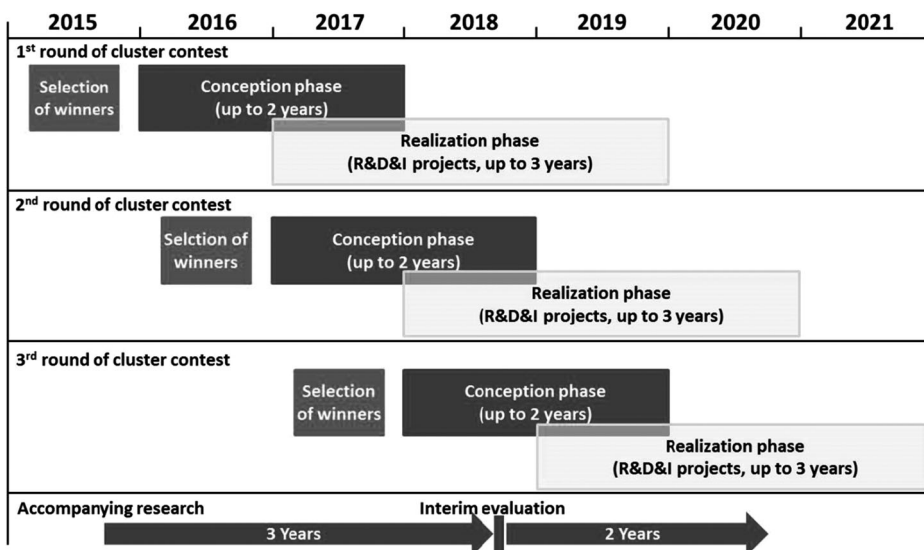 2015 2016 2017 2018 2019 2020 2021
1st round of cluster contest
Selection
of winners
Conception phase
(up to 2 years)
Realization phase
(R&D&I projects, up to 3 years)
2nd round of cluster contest
Selction of
winners
Conception phase
(up to 2 years)
Realization phase
(R&D&I projects, up to 3 years)
3rd round of cluster contest
Selection
of winners
Conception phase
(up to 2 years)
Realization phase
(R&D&I projects, up to 3 years)
Accompanying research
Interim evaluation
3 Years
2 Years